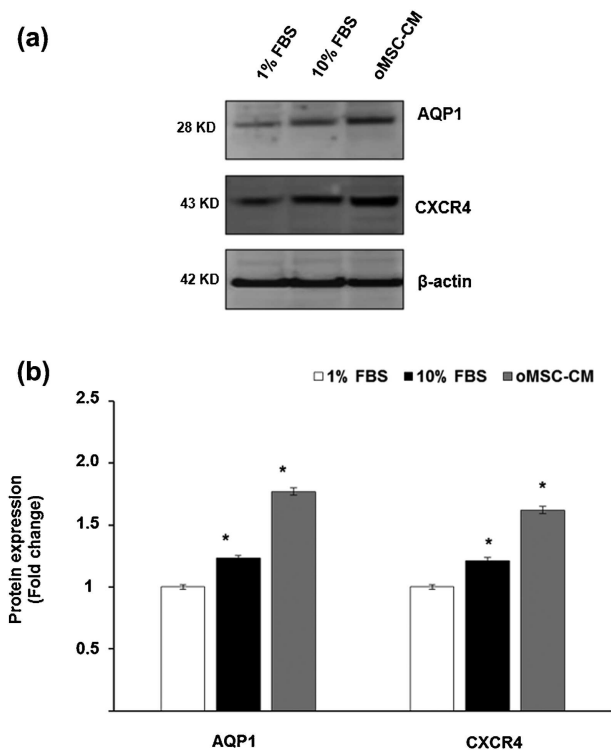 (a)
1% FBS 10% FBS oMSC-CM
28 KD AQP1
43 KD CXCR4
42 KD β-actin
(b)
1% FBS 10% FBS oMSC-CM
2.5
2.0
1.5
1
0.5
Protein expression
(Fold change)
* * * *
AQP1 CXCR4